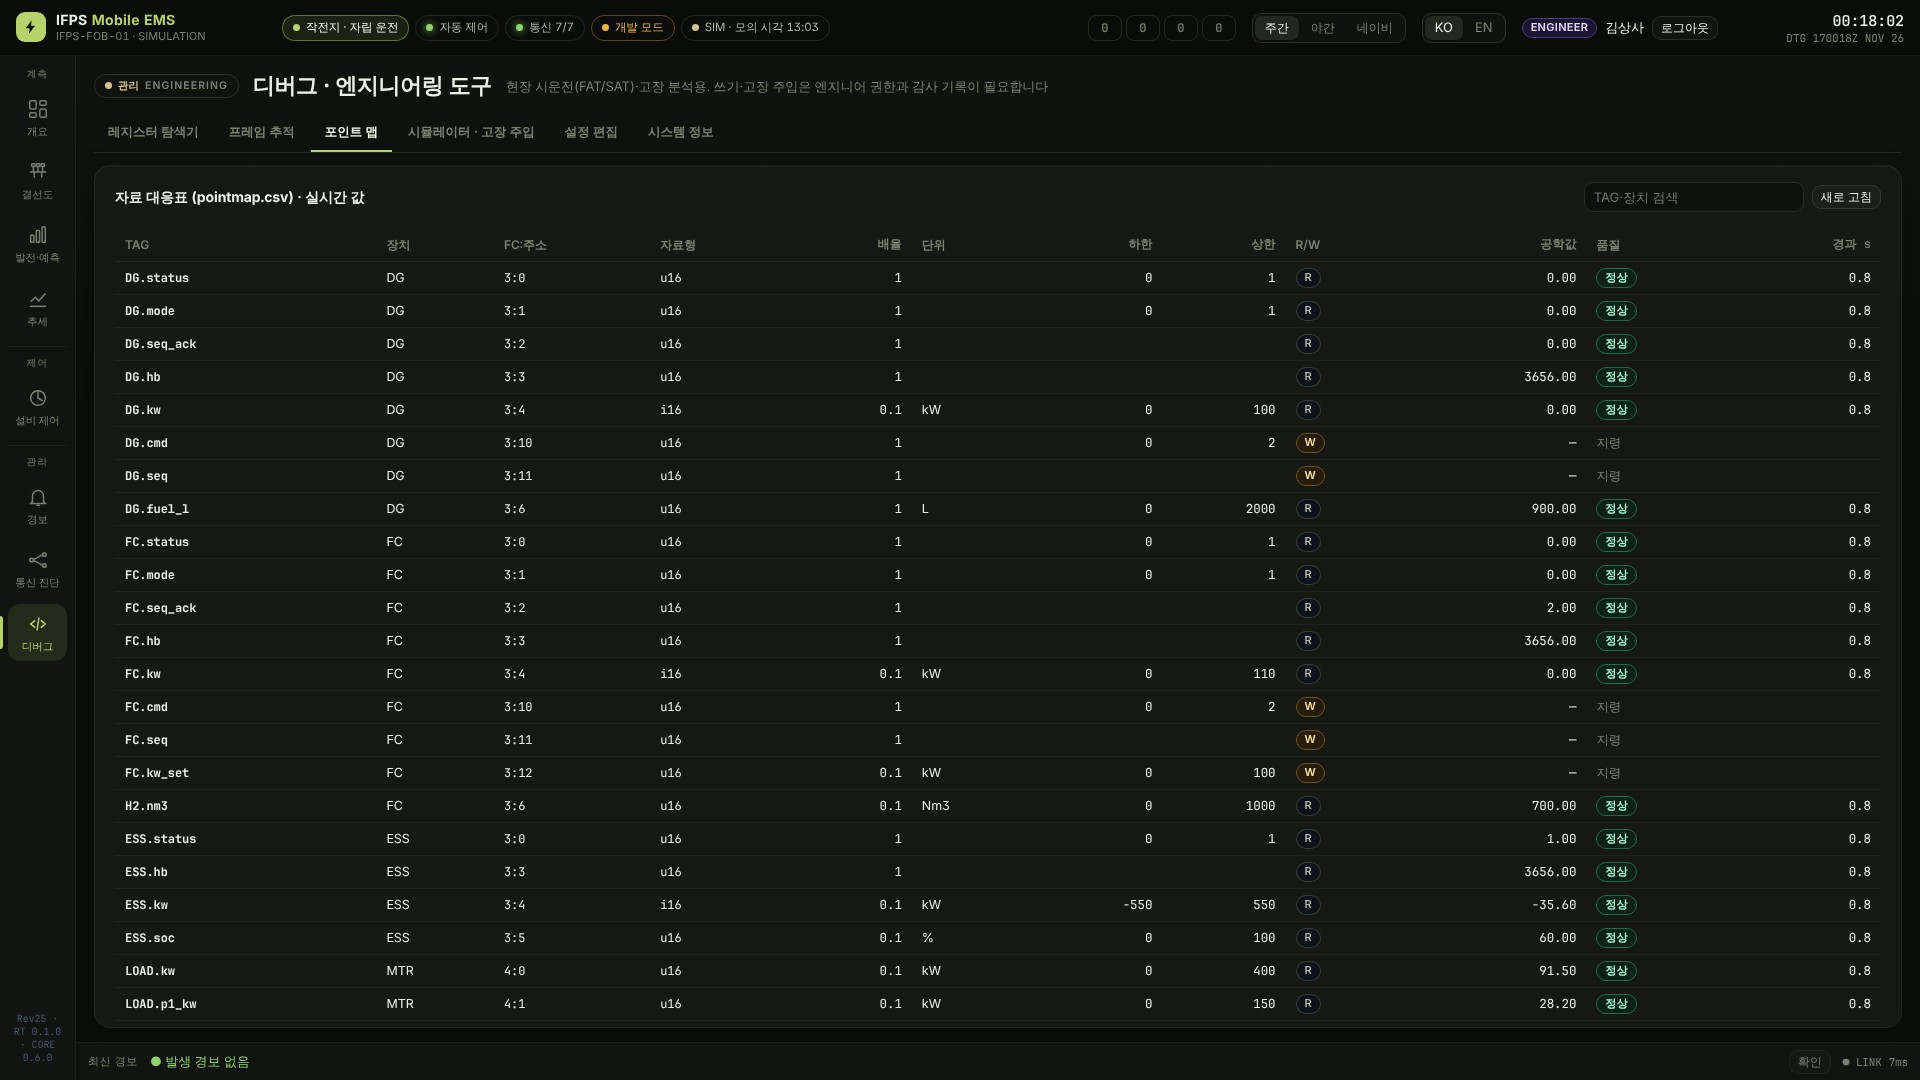 IFPS Mobile EMS
IFPS-FOB-01 · SIMULATION
작전지 · 자립 운전
자동 제어
통신 7/7
개발 모드
SIM · 모의 시각 13:03
0 0 0 0
주간 야간 네이비
KO EN
ENGINEER 김상사 로그아웃
00:18:02
DTG 170018Z NOV 26
계측
개요
결선도
발전·예측
추세
제어
설비 제어
관리
경보
통신 진단
디버그
Rev25 ·
RT 0.1.0
· CORE
0.6.0
관리 ENGINEERING
디버그 · 엔지니어링 도구
현장 시운전(FAT/SAT)·고장 분석용. 쓰기·고장 주입은 엔지니어 권한과 감사 기록이 필요합니다
레지스터 탐색기 프레임 추적 포인트 맵 시뮬레이터 · 고장 주입 설정 편집 시스템 정보
자료 대응표 (pointmap.csv) · 실시간 값
TAG·장치 검색
새로 고침
TAG 장치 FC:주소 자료형 배율 단위 하한 상한 R/W 공학값 품질 경과 s
DG.status DG 3:0 u16 1 0 1 R 0.00 정상 0.8
DG.mode DG 3:1 u16 1 0 1 R 0.00 정상 0.8
DG.seq_ack DG 3:2 u16 1 R 0.00 정상 0.8
DG.hb DG 3:3 u16 1 R 3656.00 정상 0.8
DG.kw DG 3:4 i16 0.1 kW 0 100 R 0.00 정상 0.8
DG.cmd DG 3:10 u16 1 0 2 W — 지령
DG.seq DG 3:11 u16 1 W — 지령
DG.fuel_l DG 3:6 u16 1 L 0 2000 R 900.00 정상 0.8
FC.status FC 3:0 u16 1 0 1 R 0.00 정상 0.8
FC.mode FC 3:1 u16 1 0 1 R 0.00 정상 0.8
FC.seq_ack FC 3:2 u16 1 R 2.00 정상 0.8
FC.hb FC 3:3 u16 1 R 3656.00 정상 0.8
FC.kw FC 3:4 i16 0.1 kW 0 110 R 0.00 정상 0.8
FC.cmd FC 3:10 u16 1 0 2 W — 지령
FC.seq FC 3:11 u16 1 W — 지령
FC.kw_set FC 3:12 u16 0.1 kW 0 100 W — 지령
H2.nm3 FC 3:6 u16 0.1 Nm3 0 1000 R 700.00 정상 0.8
ESS.status ESS 3:0 u16 1 0 1 R 1.00 정상 0.8
ESS.hb ESS 3:3 u16 1 R 3656.00 정상 0.8
ESS.kw ESS 3:4 i16 0.1 kW -550 550 R -35.60 정상 0.8
ESS.soc ESS 3:5 u16 0.1 % 0 100 R 60.00 정상 0.8
LOAD.kw MTR 4:0 u16 0.1 kW 0 400 R 91.50 정상 0.8
LOAD.p1_kw MTR 4:1 u16 0.1 kW 0 150 R 28.20 정상 0.8
최신 경보 발생 경보 없음
확인 LINK 7ms